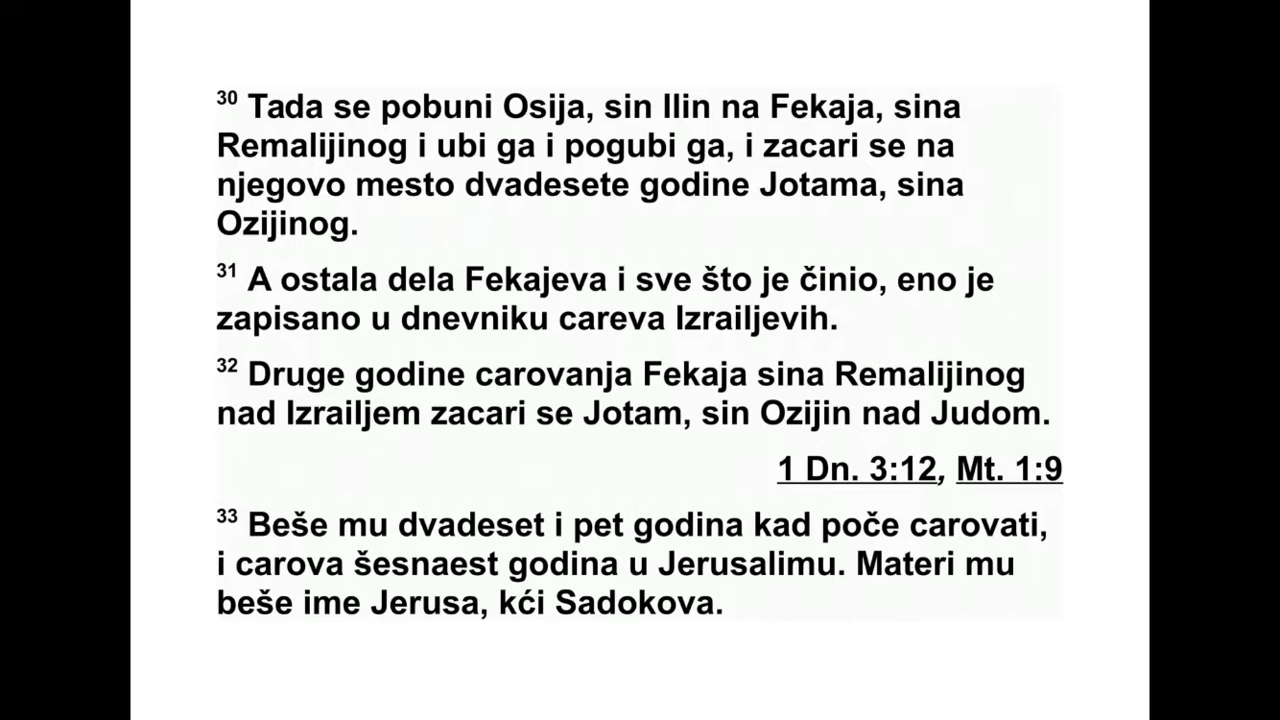 30 Tada se pobuni Osija, sin Ilin na Fekaja, sina
Remalijinog i ubi ga i pogubi ga, i zacari se na
njegovo mesto dvadesete godine Jotama, sina
Ozijinog.
31 A ostala dela Fekajeva i sve što je činio, eno je
zapisano u dnevniku careva Izrailjevih.
32 Druge godine carovanja Fekaja sina Remalijinog
nad Izrailjem zacari se Jotam, sin Ozijin nad Judom.
1 Dn. 3:12, Mt. 1:9
33 Beše mu dvadeset i pet godina kad poče carovati,
i carova šesnaest godina u Jerusalimu. Materi mu
beše ime Jerusa, kći Sadokova.